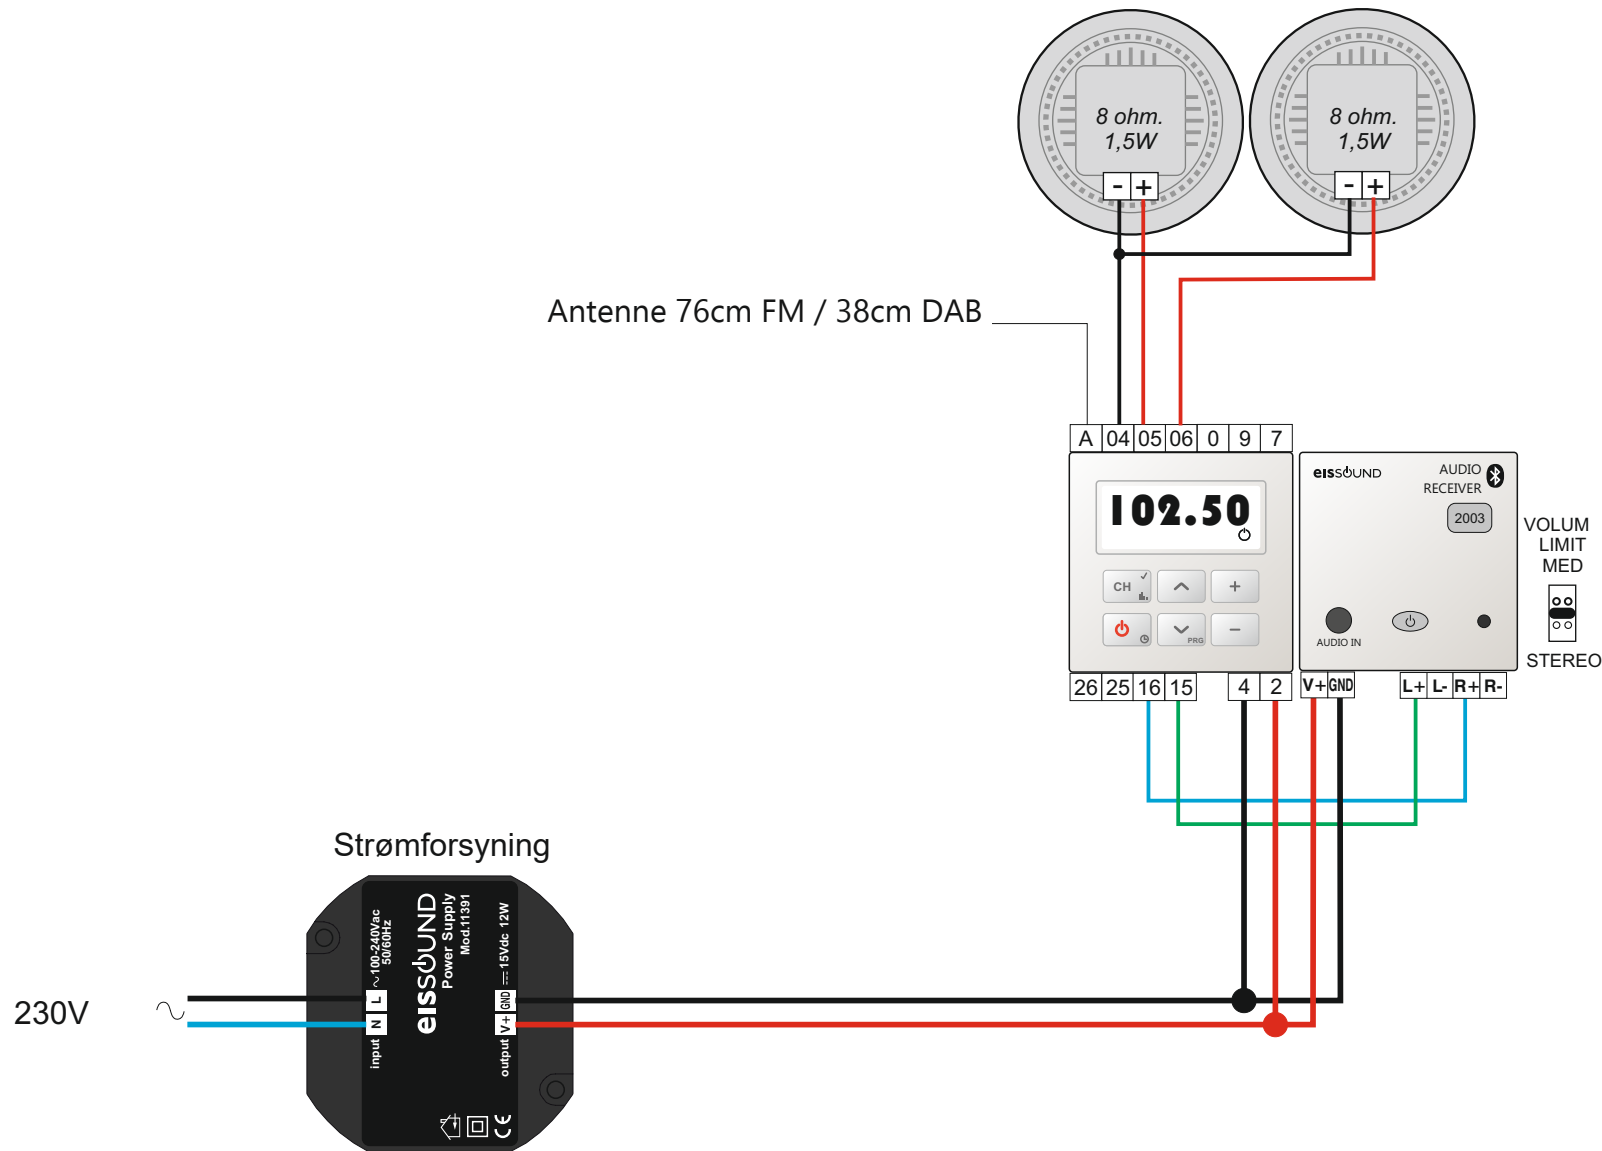 8 ohm.
1,5W
- +
8 ohm.
1,5W
- +
Antenne 76cm FM / 38cm DAB
A 04 05 06 0 9 7
102.50
CH
+
PRG
−
26 25 16 15 4 2
eissound
AUDIO
RECEIVER
2003
AUDIO IN
V+ GND L+ L- R+ R-
VOLUM
LIMIT
MED
STEREO
Strømforsyning
230V
input N L ~100-240Vac
50/60Hz
eissound
Power Supply
Mod.11391
output V+ GND 15Vdc 12W
CE